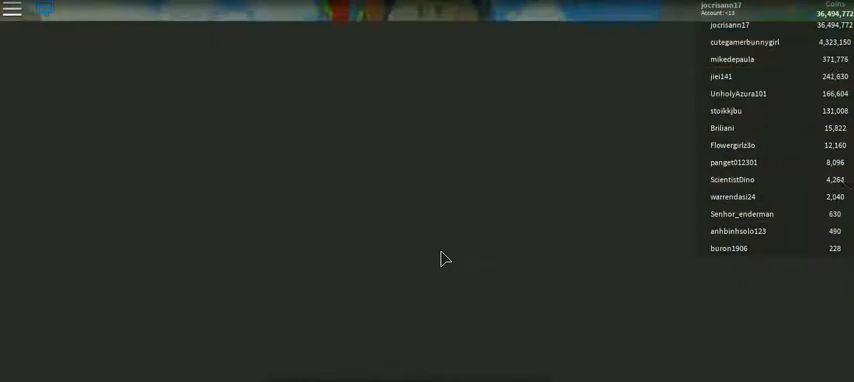 jocrisann17 Coins
Account: <13 36,494,772
jocrisann17 36,494,772
cutegamerbunnygirl 4,323,150
mikedepaula 371,776
jiei141 241,630
UnholyAzura101 166,604
stoikkjbu 131,008
Briliani 15,822
Flowergirlz3o 12,160
panget012301 8,096
ScientistDino 4,264
warrendasi24 2,040
Senhor_enderman 630
anhbinhsolo123 490
buron1906 228